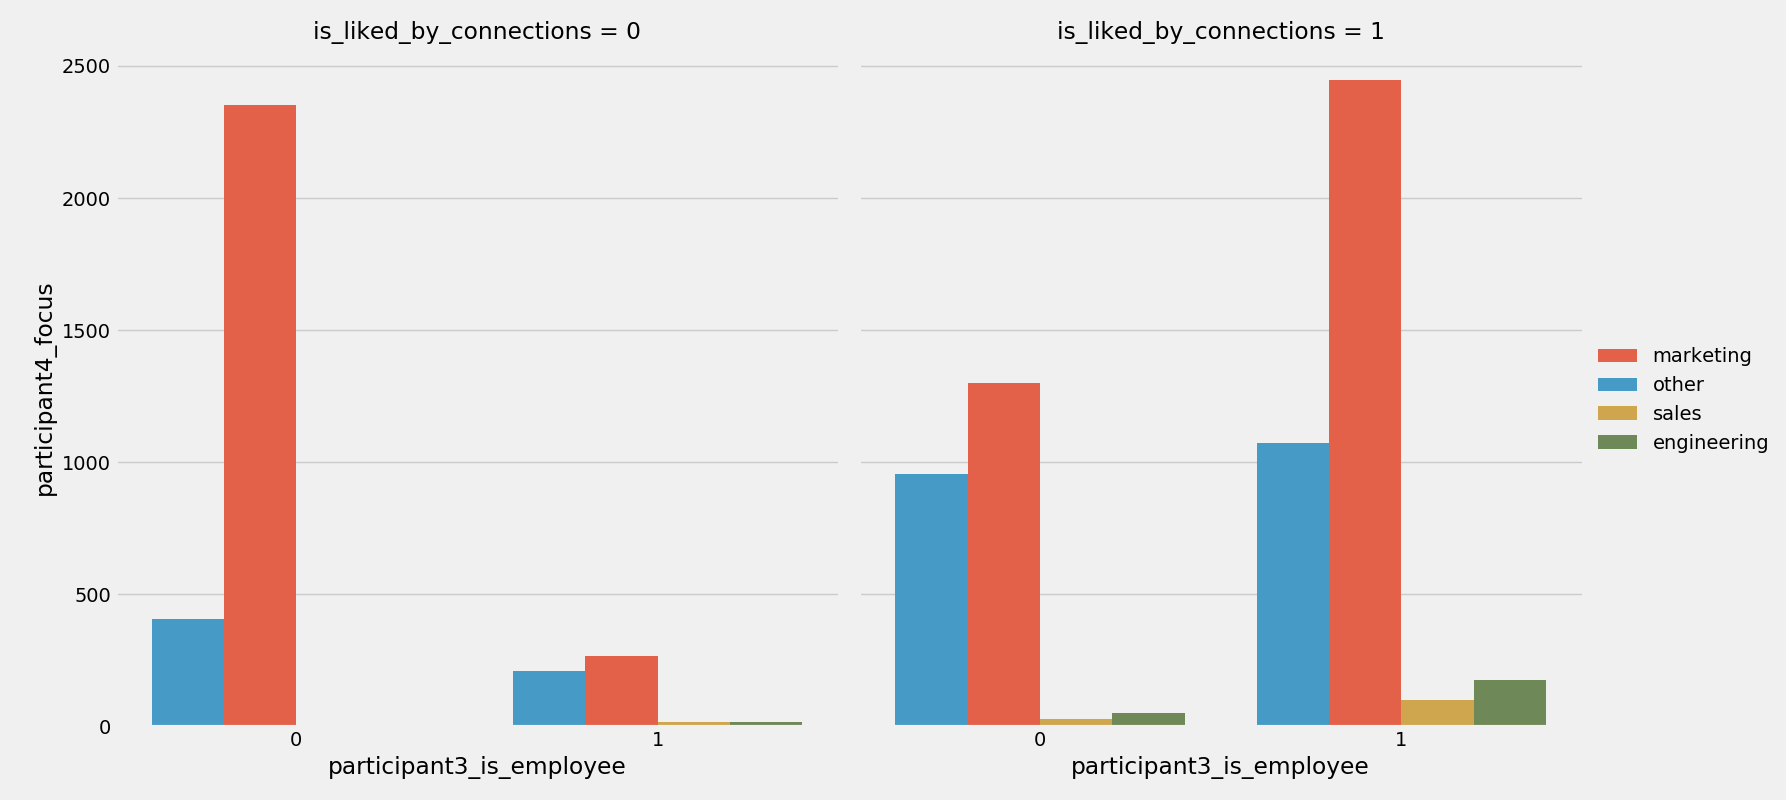 is_liked_by_connections = 0
is_liked_by_connections = 1
participant4_focus
2500
2000
1500
1000
500
0
0
1
0
1
participant3_is_employee
participant3_is_employee
marketing
other
sales
engineering